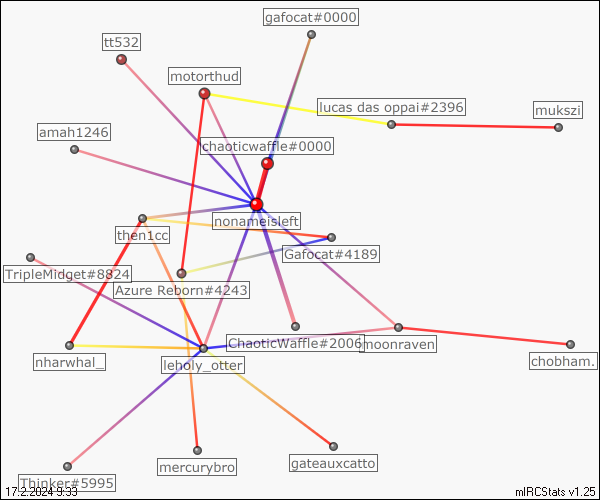 gafocat#0000
tt532
motorthud
lucas das oppai#2396
mukszi
amah1246
chaoticwaffle#0000
nonameisleft
then1cc
Gafocat#4189
TripleMidget#8824
Azure Reborn#4243
ChaoticWaffle#2006
moonraven
nharwhal_
leholy_otter
chobham.
mercurybro
gateauxcatto
Thinker#5995
17.2.2024 9:33
mIRCStats v1.25